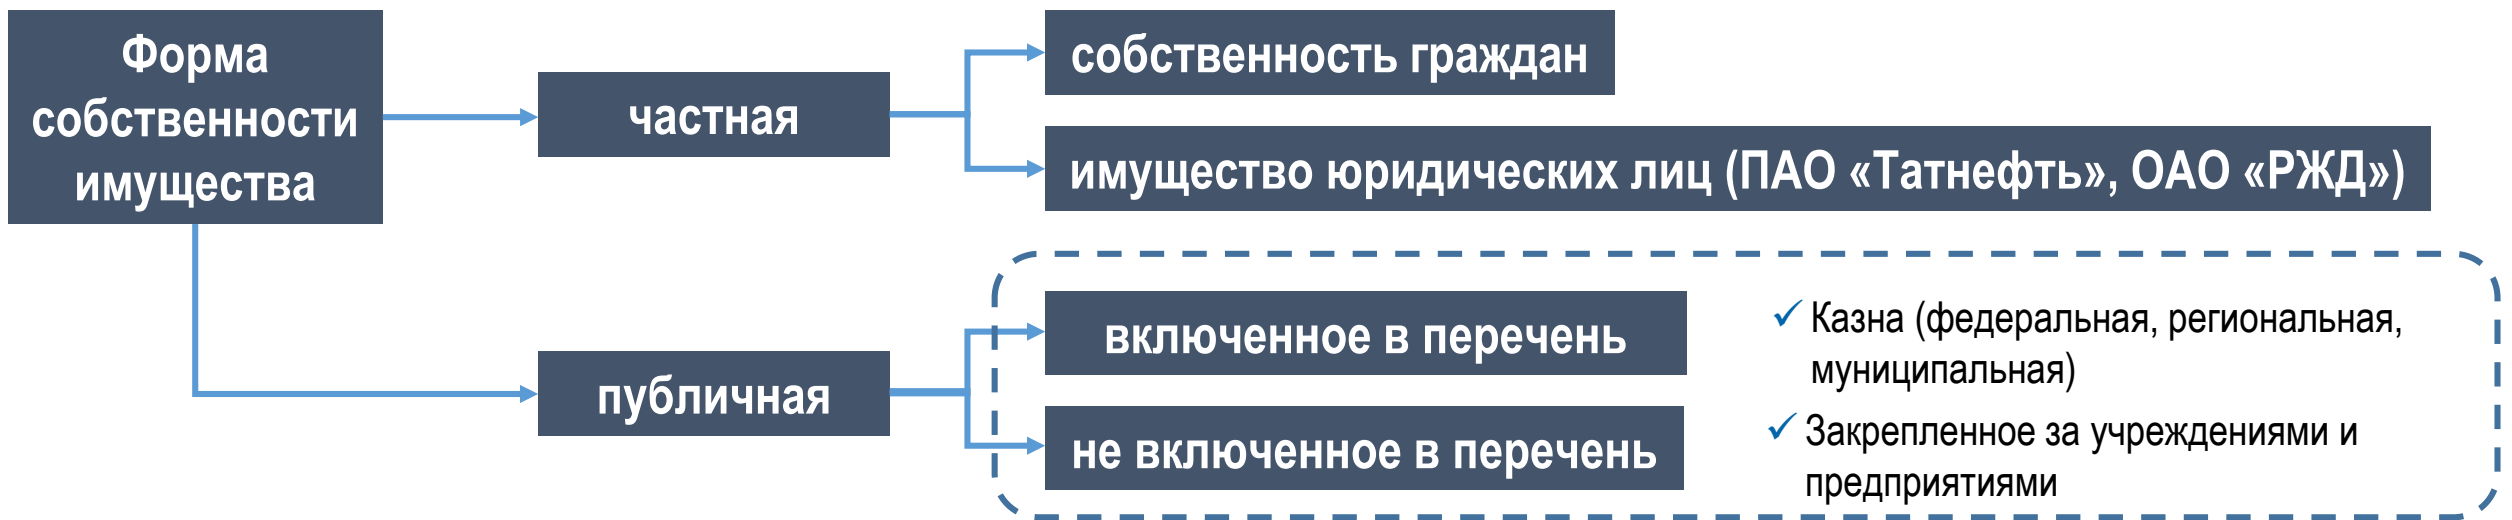 Форма
собственности
имущества
частная
собственность граждан
имущество юридических лиц (ПАО «Татнефть», ОАО «РЖД»)
публичная
включенное в перечень
не включенное в перечень
Казна (федеральная, региональная,
муниципальная)
Закрепленное за учреждениями и
предприятиями